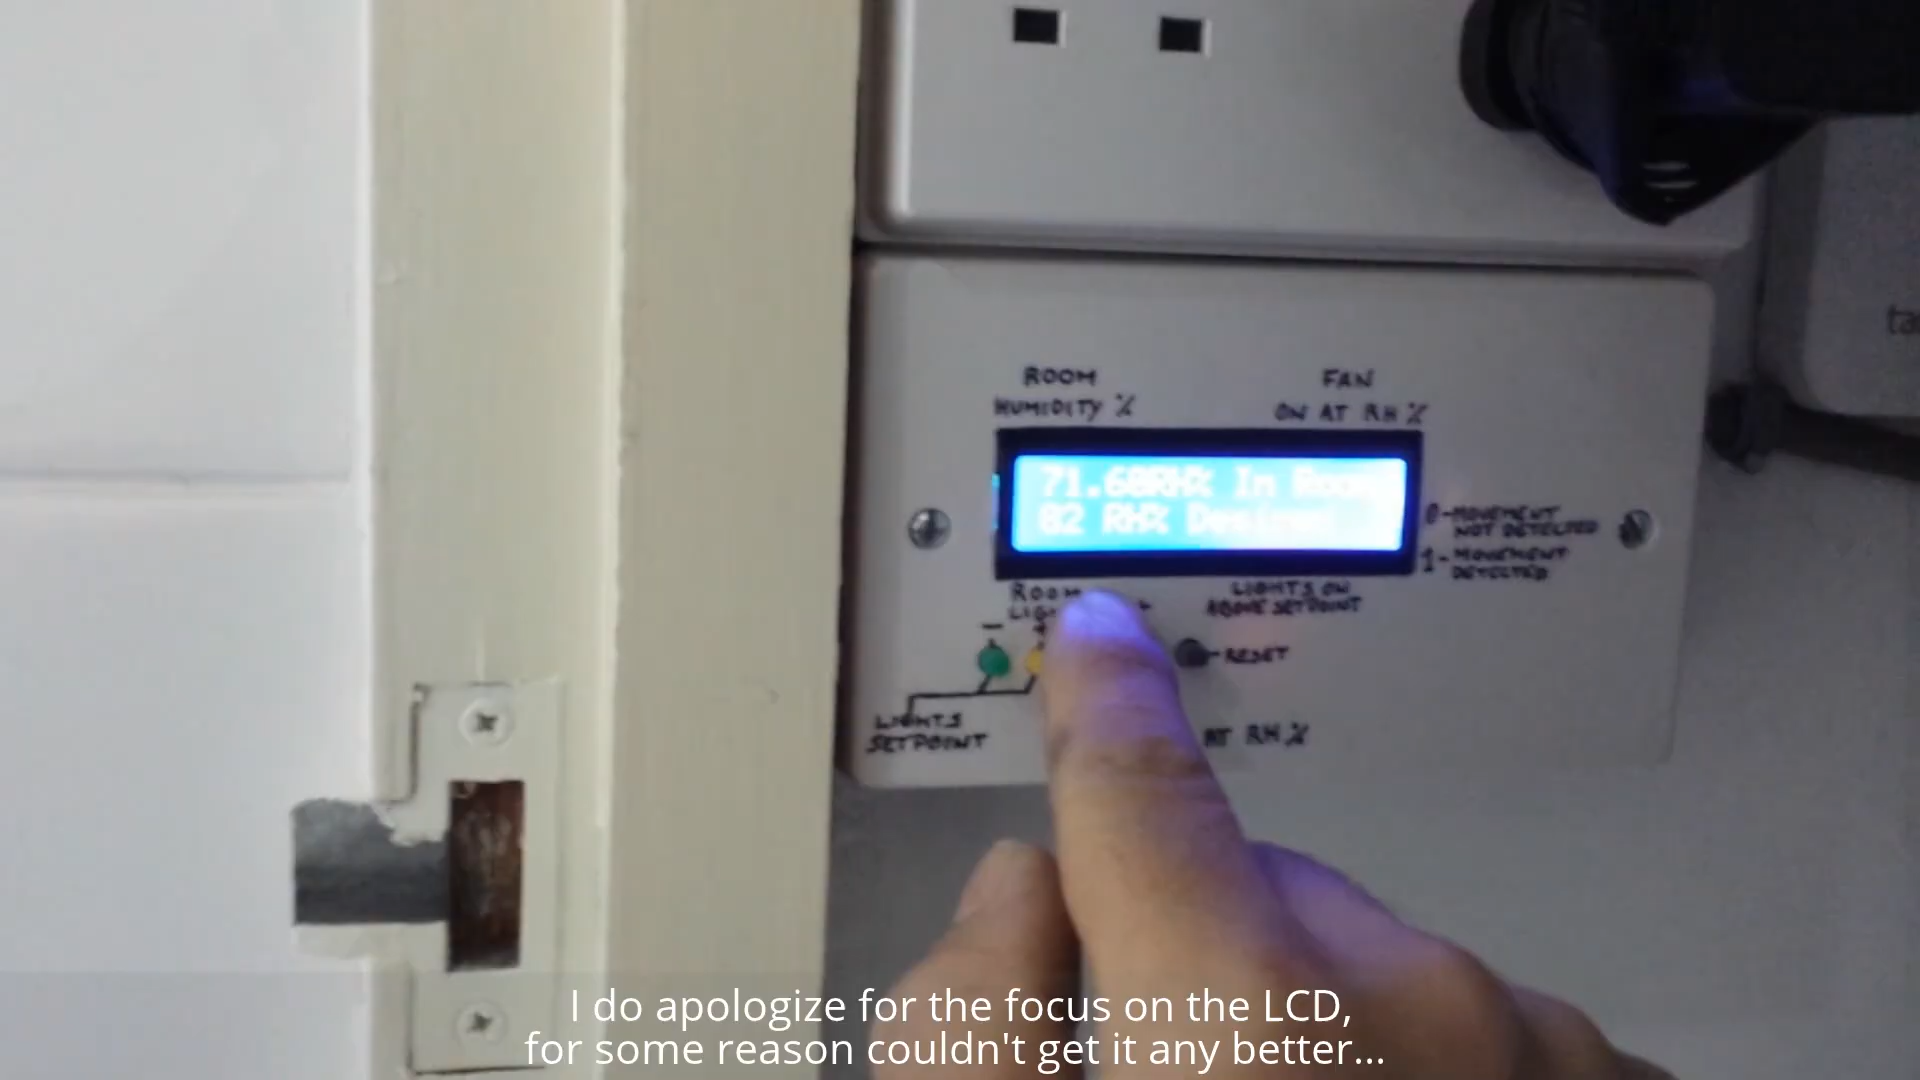 ROOM
HUMIDITY %
FAN
ON AT RH %
71.60RH% In Room
82 RH% Desired
0-MOVEMENT
NOT DETECTED
1-MOVEMENT
DETECTED
ROOM
LIGHTS ON
ABOVE SETPOINT
- +
RESET
LIGHTS
SETPOINT
AT RH %
I do apologize for the focus on the LCD,
for some reason couldn't get it any better...